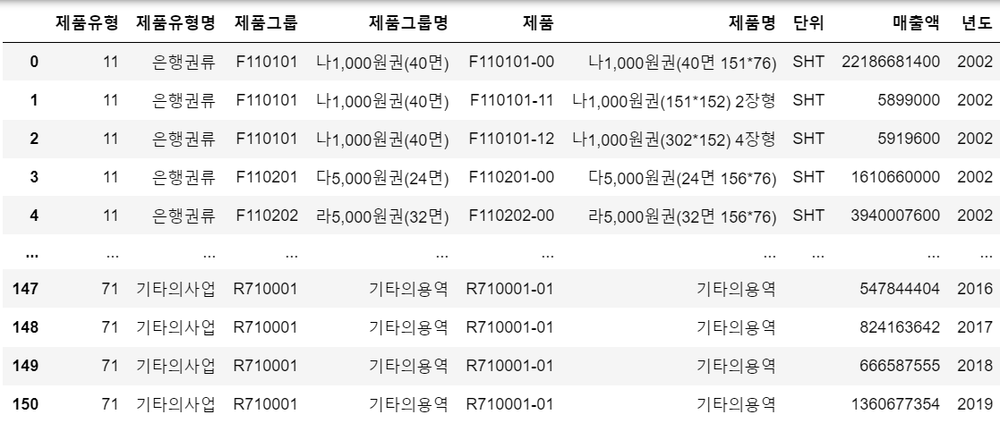 제품유형 제품유형명 제품그룹 제품그룹명 제품 제품명 단위 매출액 년도
0 11 은행권류 F110101 나1,000원권(40면) F110101-00 나1,000원권(40면 151*76) SHT 22186681400 2002
1 11 은행권류 F110101 나1,000원권(40면) F110101-11 나1,000원권(151*152) 2장형 SHT 5899000 2002
2 11 은행권류 F110101 나1,000원권(40면) F110101-12 나1,000원권(302*152) 4장형 SHT 5919600 2002
3 11 은행권류 F110201 다5,000원권(24면) F110201-00 다5,000원권(24면 156*76) SHT 1610660000 2002
4 11 은행권류 F110202 라5,000원권(32면) F110202-00 라5,000원권(32면 156*76) SHT 3940007600 2002
... ... ... ... ... ... ... ... ... ...
147 71 기타의사업 R710001 기타의용역 R710001-01 기타의용역 547844404 2016
148 71 기타의사업 R710001 기타의용역 R710001-01 기타의용역 824163642 2017
149 71 기타의사업 R710001 기타의용역 R710001-01 기타의용역 666587555 2018
150 71 기타의사업 R710001 기타의용역 R710001-01 기타의용역 1360677354 2019